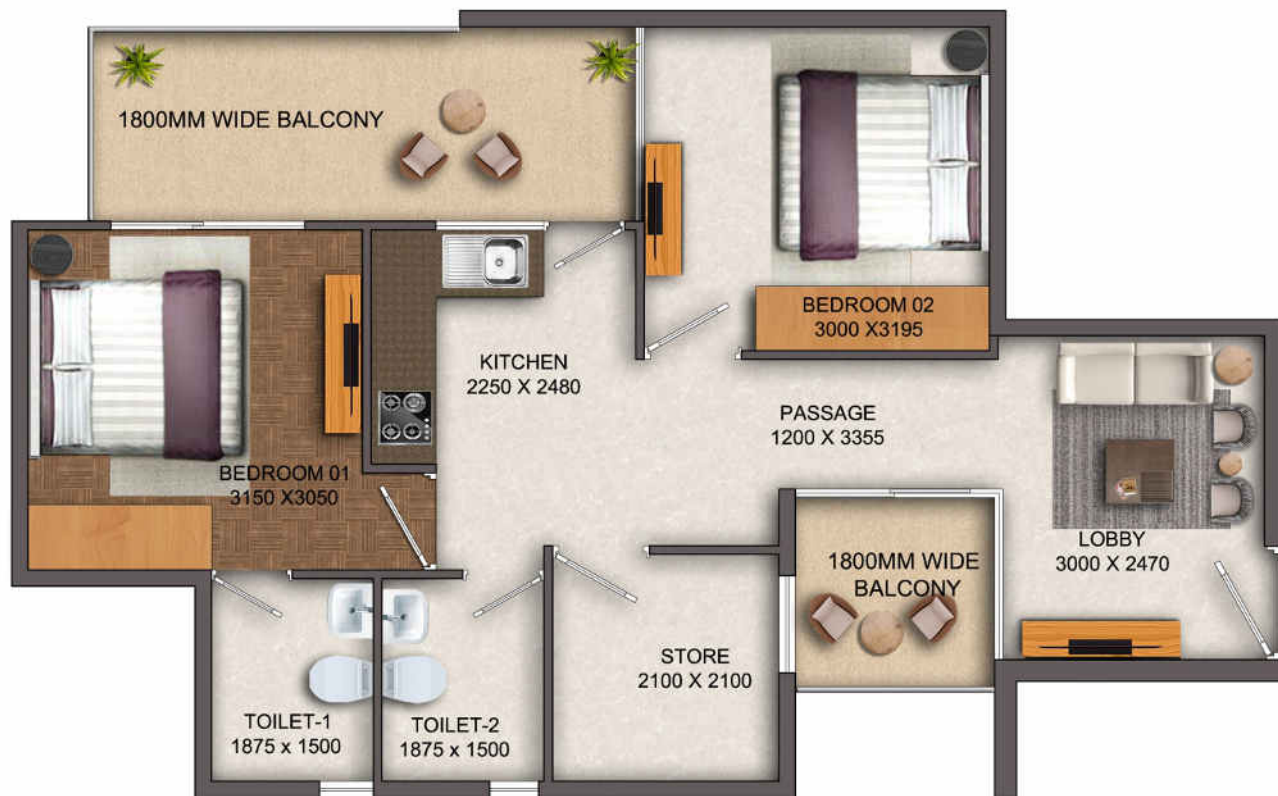 1800MM WIDE BALCONY
BEDROOM 02
3000 X3195
KITCHEN
2250 X 2480
PASSAGE
1200 X 3355
BEDROOM 01
3150 X3050
1800MM WIDE
BALCONY
LOBBY
3000 X 2470
STORE
2100 X 2100
TOILET-1
1875 x 1500
TOILET-2
1875 x 1500